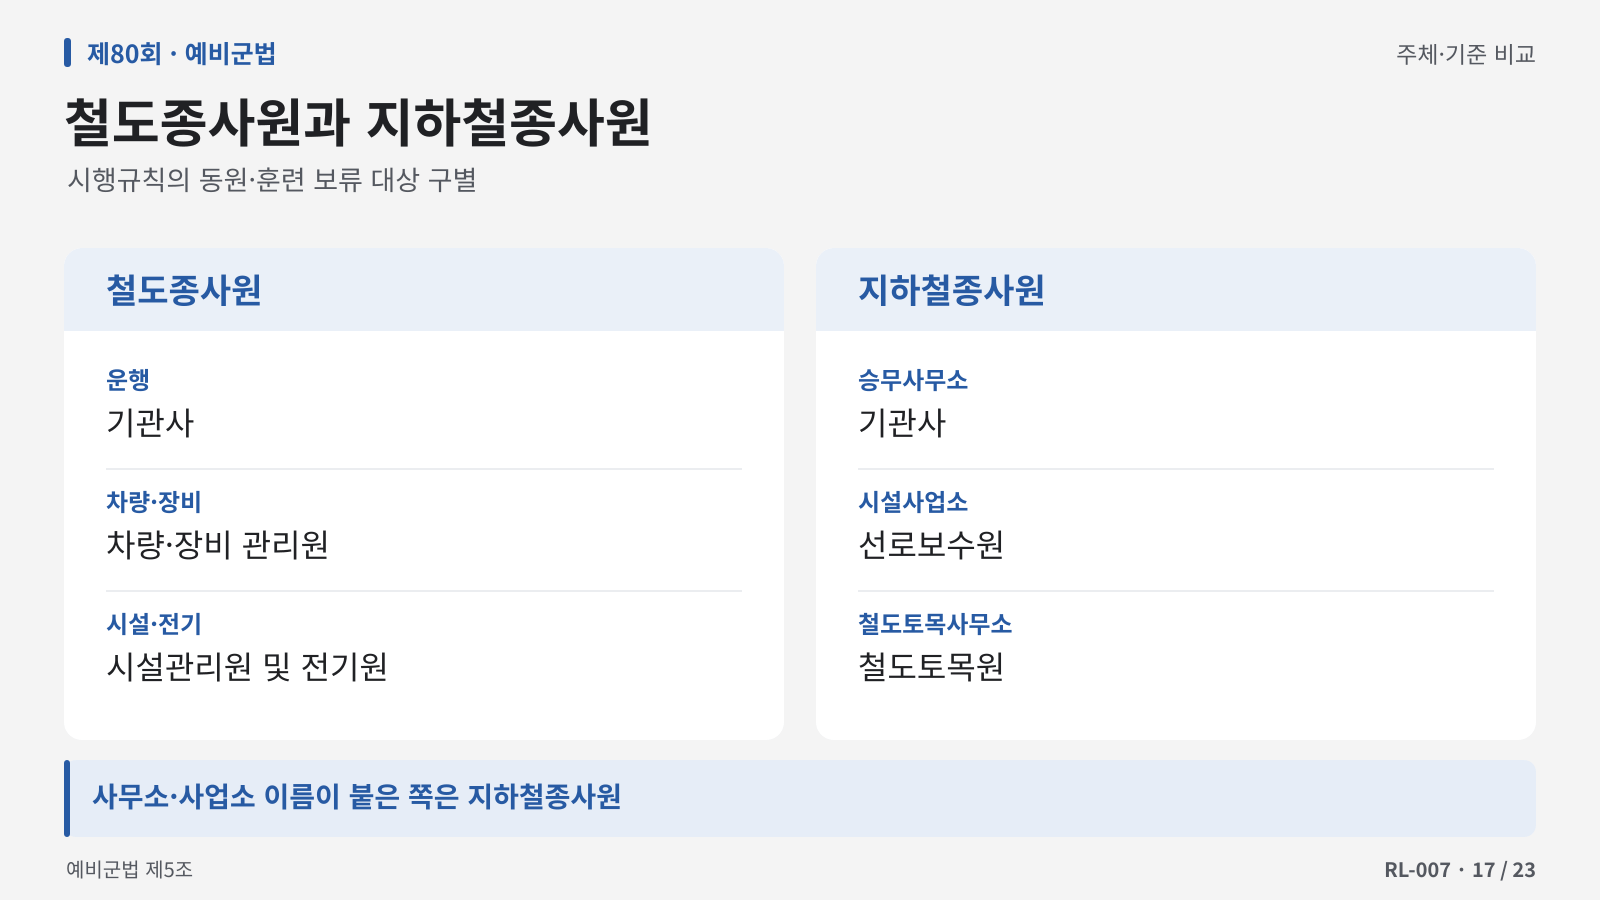 제80회 · 예비군법
주체·기준 비교
철도종사원과 지하철종사원
시행규칙의 동원·훈련 보류 대상 구별
철도종사원
운행
기관사
차량·장비
차량·장비 관리원
시설·전기
시설관리원 및 전기원
지하철종사원
승무사무소
기관사
시설사업소
선로보수원
철도토목사무소
철도토목원
사무소·사업소 이름이 붙은 쪽은 지하철종사원
예비군법 제5조
RL-007 · 17 / 23